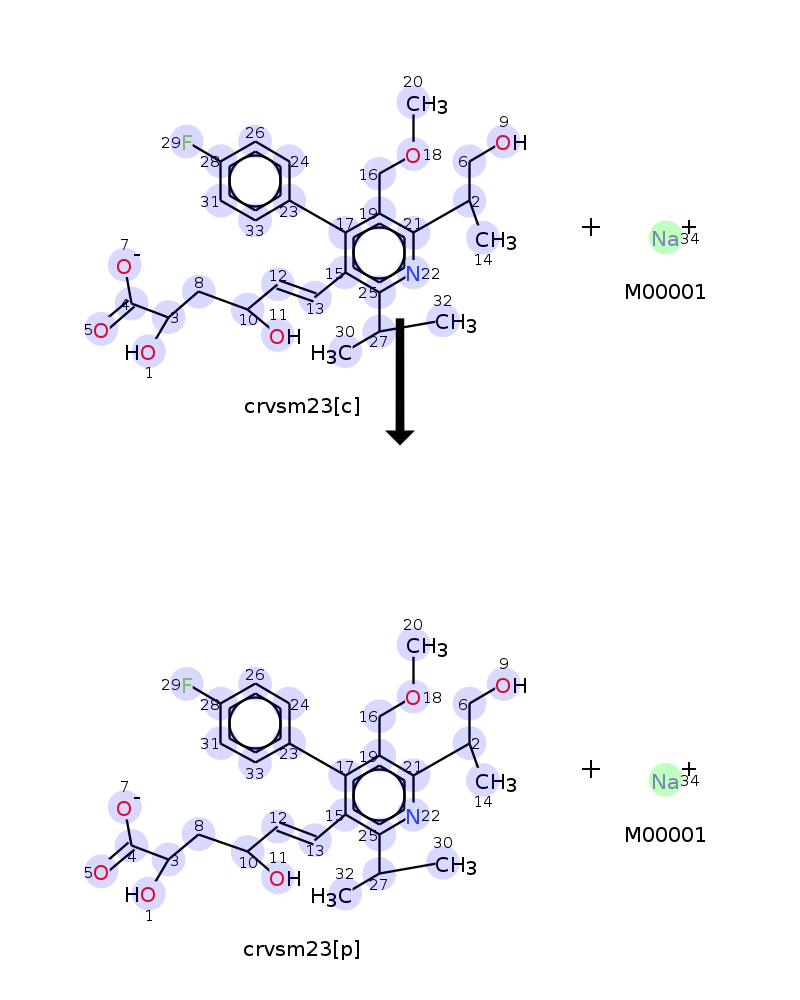 20
CH3
9
26
OH
29F
O18
28
24
6
16
31
19
2
23
21
33
17
CH3
+
Na+
34
7
14
O-
15
N22
8
12
25
M00001
4
13
32
5O
3
10
11
CH3
30
27
HO
OH
H3C
1
crvsm23[c]
20
CH3
9
26
OH
29F
O18
28
24
6
16
31
19
2
23
21
33
17
CH3
+
Na+
34
7
14
O-
15
N22
8
12
25
M00001
4
13
30
5O
3
10
11
CH3
32
27
HO
OH
H3C
1
crvsm23[p]